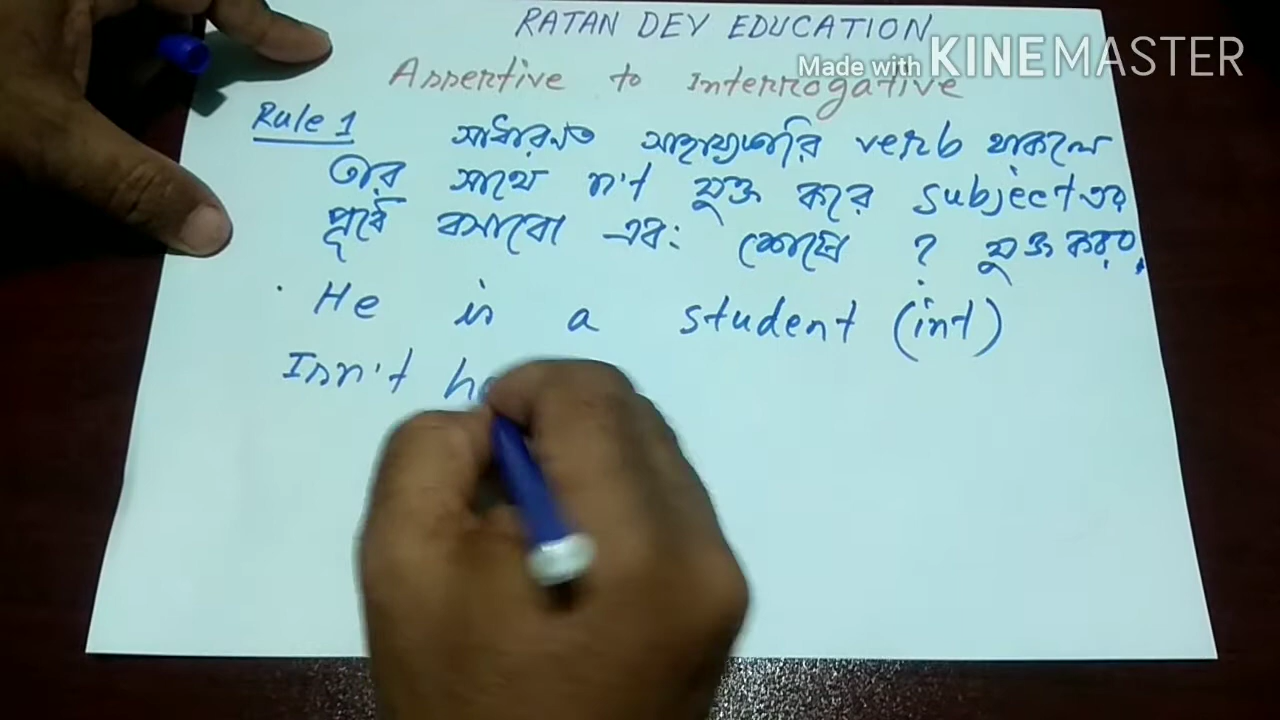 RATAN DEV EDUCATION
Made with KINEMASTER
Assertive to Interrogative
Rule 1 সাধারণত সাহায্যকারি verb থাকলে
তার সাথে n't যুক্ত করে subject এর
পূর্বে বসাবো এবং শেষে ? যুক্ত করব,
He is a student (int)
Isn't he